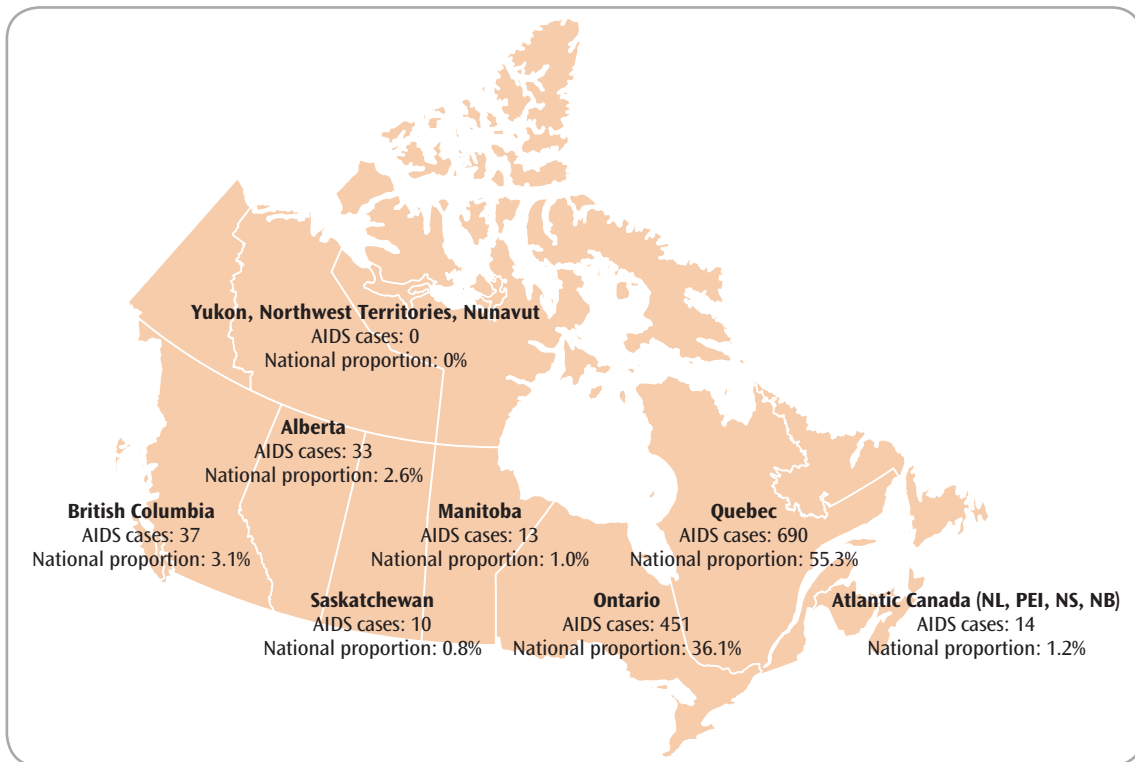 Yukon, Northwest Territories, Nunavut
AIDS cases: 0
National proportion: 0%
Alberta
AIDS cases: 33
National proportion: 2.6%
British Columbia
AIDS cases: 37
National proportion: 3.1%
Manitoba
AIDS cases: 13
National proportion: 1.0%
Quebec
AIDS cases: 690
National proportion: 55.3%
Saskatchewan
AIDS cases: 10
National proportion: 0.8%
Ontario
AIDS cases: 451
National proportion: 36.1%
Atlantic Canada (NL, PEI, NS, NB)
AIDS cases: 14
National proportion: 1.2%